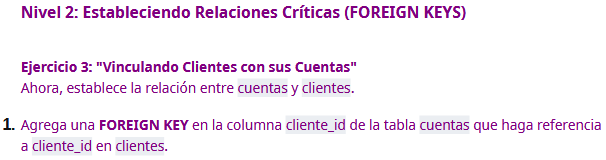 Nivel 2: Estableciendo Relaciones Críticas (FOREIGN KEYS)
Ejercicio 3: "Vinculando Clientes con sus Cuentas"
Ahora, establece la relación entre cuentas y clientes.
1. Agrega una FOREIGN KEY en la columna cliente_id de la tabla cuentas que haga referencia
a cliente_id en clientes.